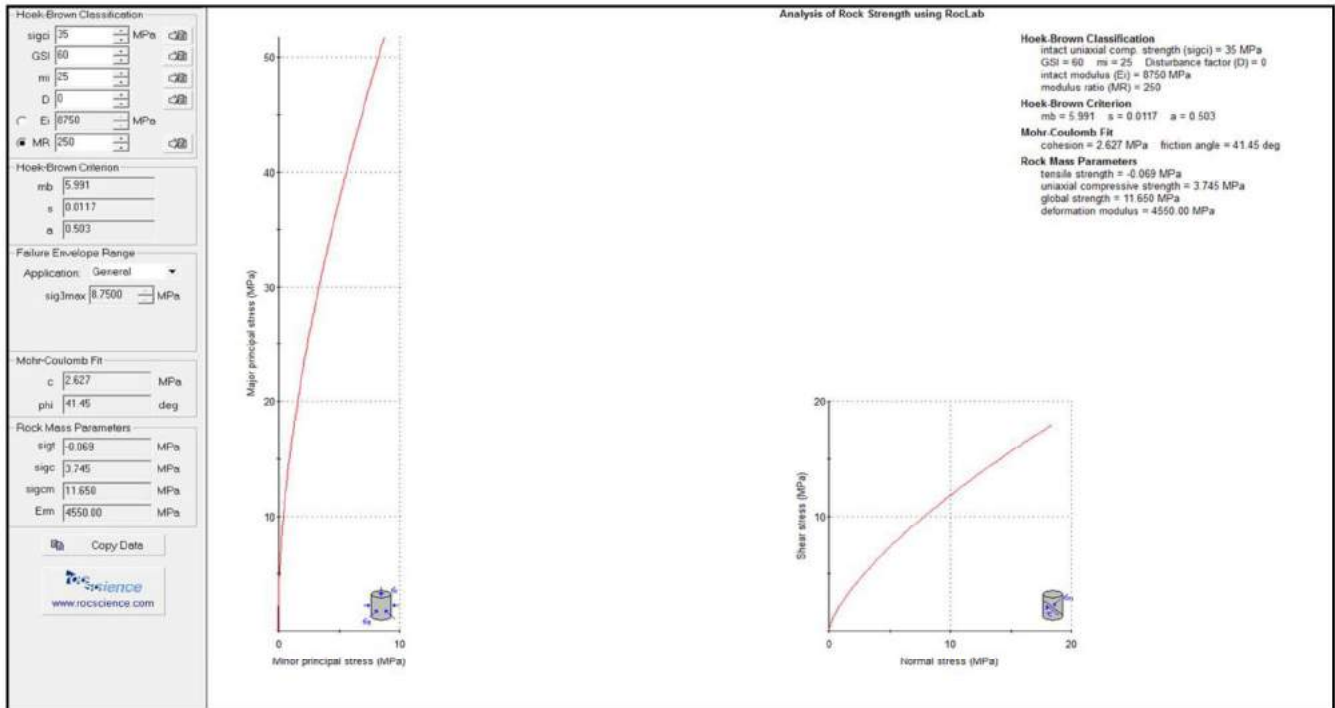 Hoek-Brown Classification
sigci 35 MPa
GSI 60
mi 25
D 0
Ei 8750 MPa
MR 250
Hoek-Brown Criterion
mb 5.991
s 0.0117
a 0.503
Failure Envelope Range
Application: General
sig3max 8.7500 MPa
Mohr-Coulomb Fit
c 2.627 MPa
phi 41.45 deg
Rock Mass Parameters
sigt -0.069 MPa
sigc 3.745 MPa
sigcm 11.650 MPa
Erm 4550.00 MPa
Copy Data
rocscience
www.rocscience.com
Analysis of Rock Strength using RocLab
Hoek-Brown Classification
intact uniaxial comp. strength (sigci) = 35 MPa
GSI = 60 mi = 25 Disturbance factor (D) = 0
intact modulus (Ei) = 8750 MPa
modulus ratio (MR) = 250
Hoek-Brown Criterion
mb = 5.991 s = 0.0117 a = 0.503
Mohr-Coulomb Fit
cohesion = 2.627 MPa friction angle = 41.45 deg
Rock Mass Parameters
tensile strength = -0.069 MPa
uniaxial compressive strength = 3.745 MPa
global strength = 11.650 MPa
deformation modulus = 4550.00 MPa
Major principal stress (MPa)
50
40
30
20
10
0 10
Minor principal stress (MPa)
Shear stress (MPa)
20
10
0 10 20
Normal stress (MPa)